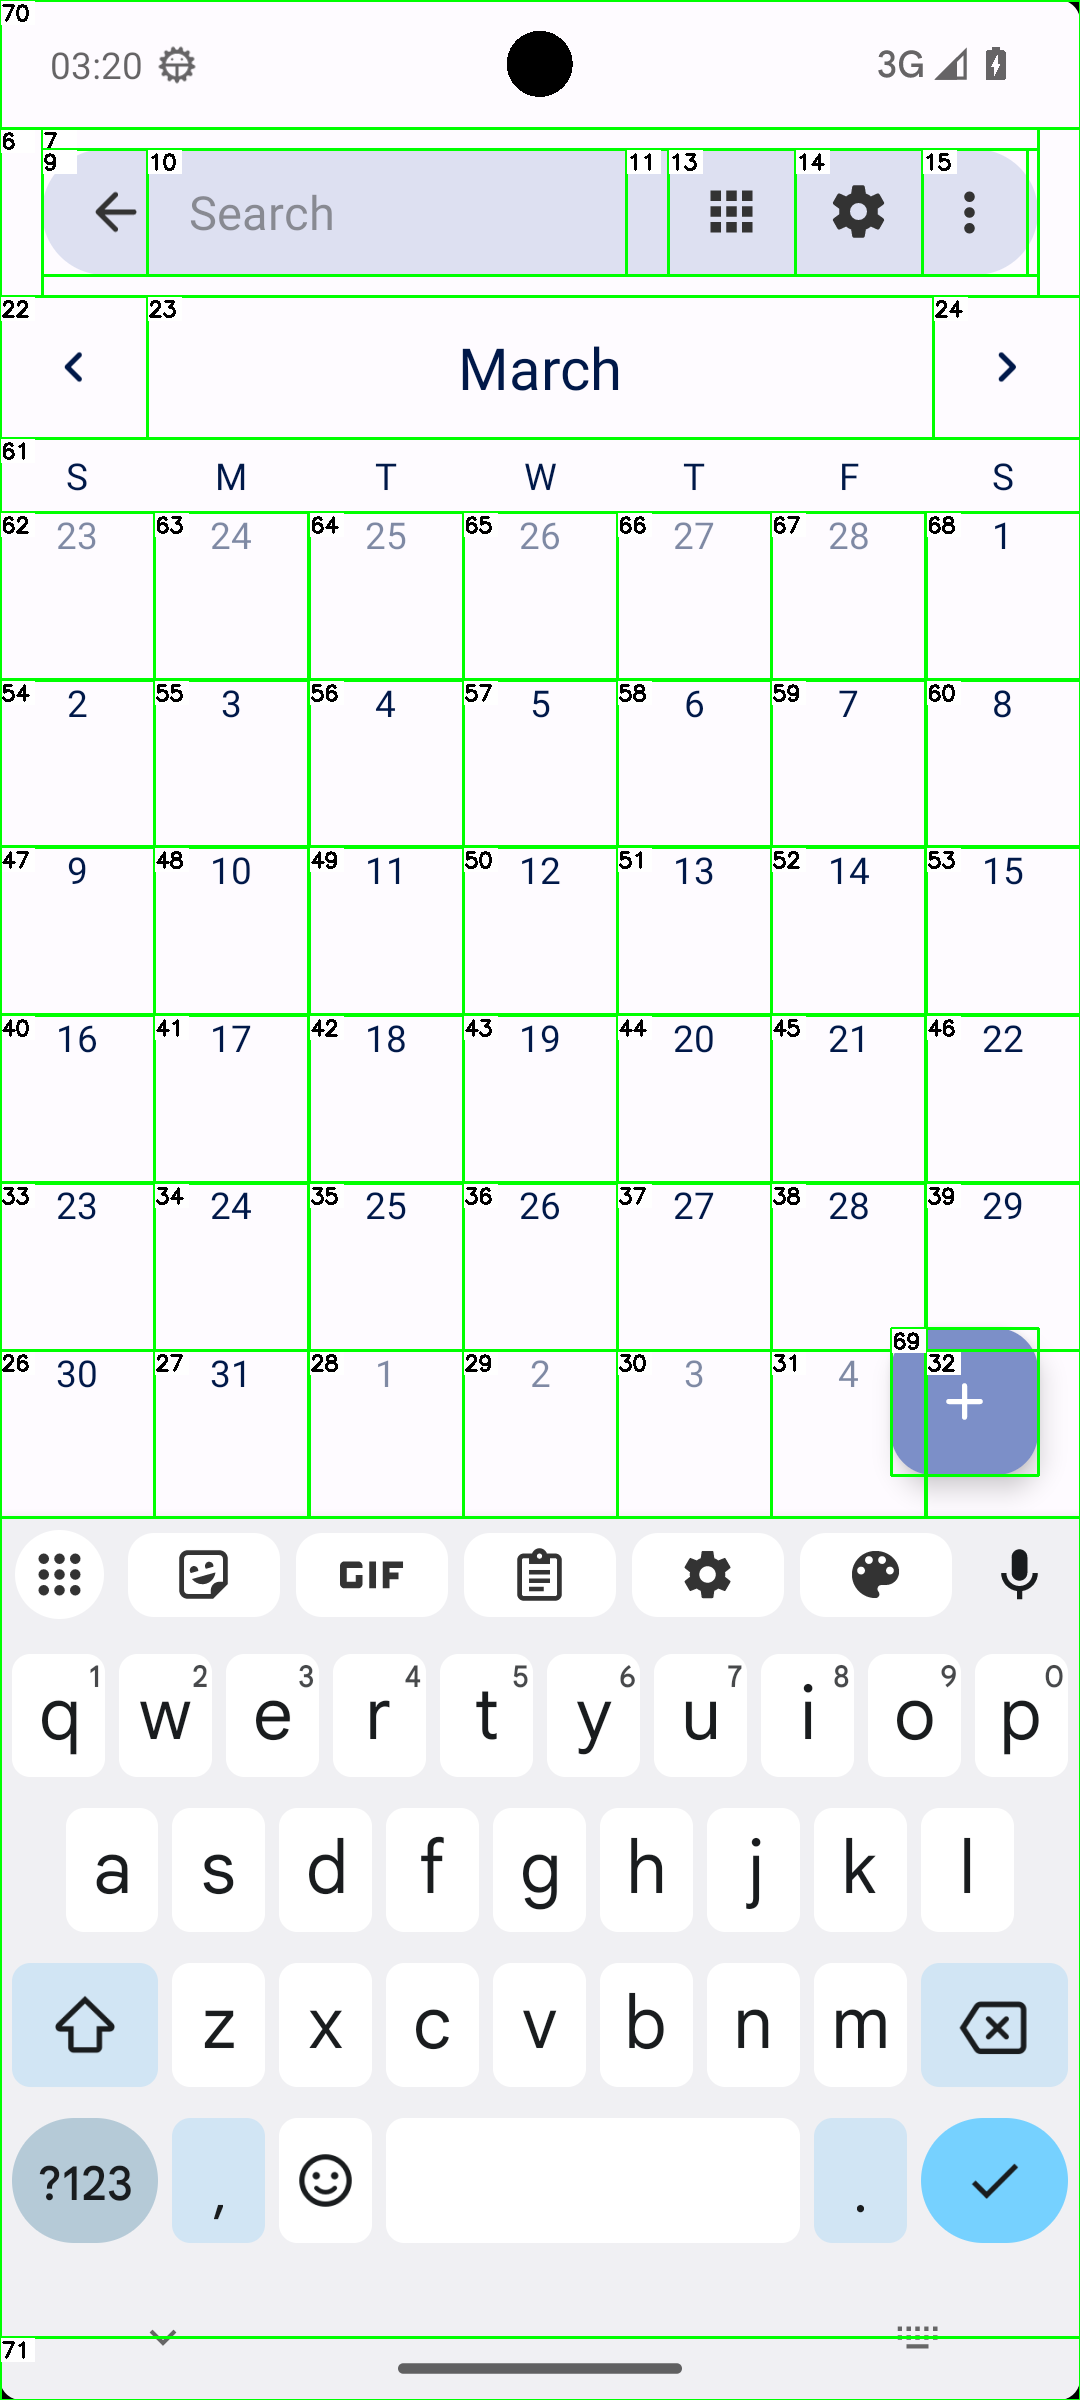 70
03:20 3G
6 7
9 10 Search 11 13 14 15
22 23 March 24
61 S M T W T F S
62 23 63 24 64 25 65 26 66 27 67 28 68 1
54 2 55 3 56 4 57 5 58 6 59 7 60 8
47 9 48 10 49 11 50 12 51 13 52 14 53 15
40 16 41 17 42 18 43 19 44 20 45 21 46 22
33 23 34 24 35 25 36 26 37 27 38 28 39 29
69
26 30 27 31 28 1 29 2 30 3 31 4 32 +
GIF
1 2 3 4 5 6 7 8 9 0
q w e r t y u i o p
a s d f g h j k l
z x c v b n m
?123 , .
71